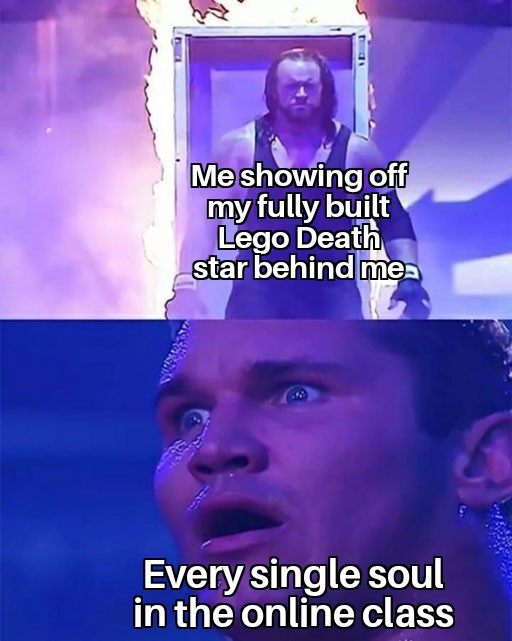 Me showing off
my fully built
Lego Death
star behind me
Every single soul
in the online class